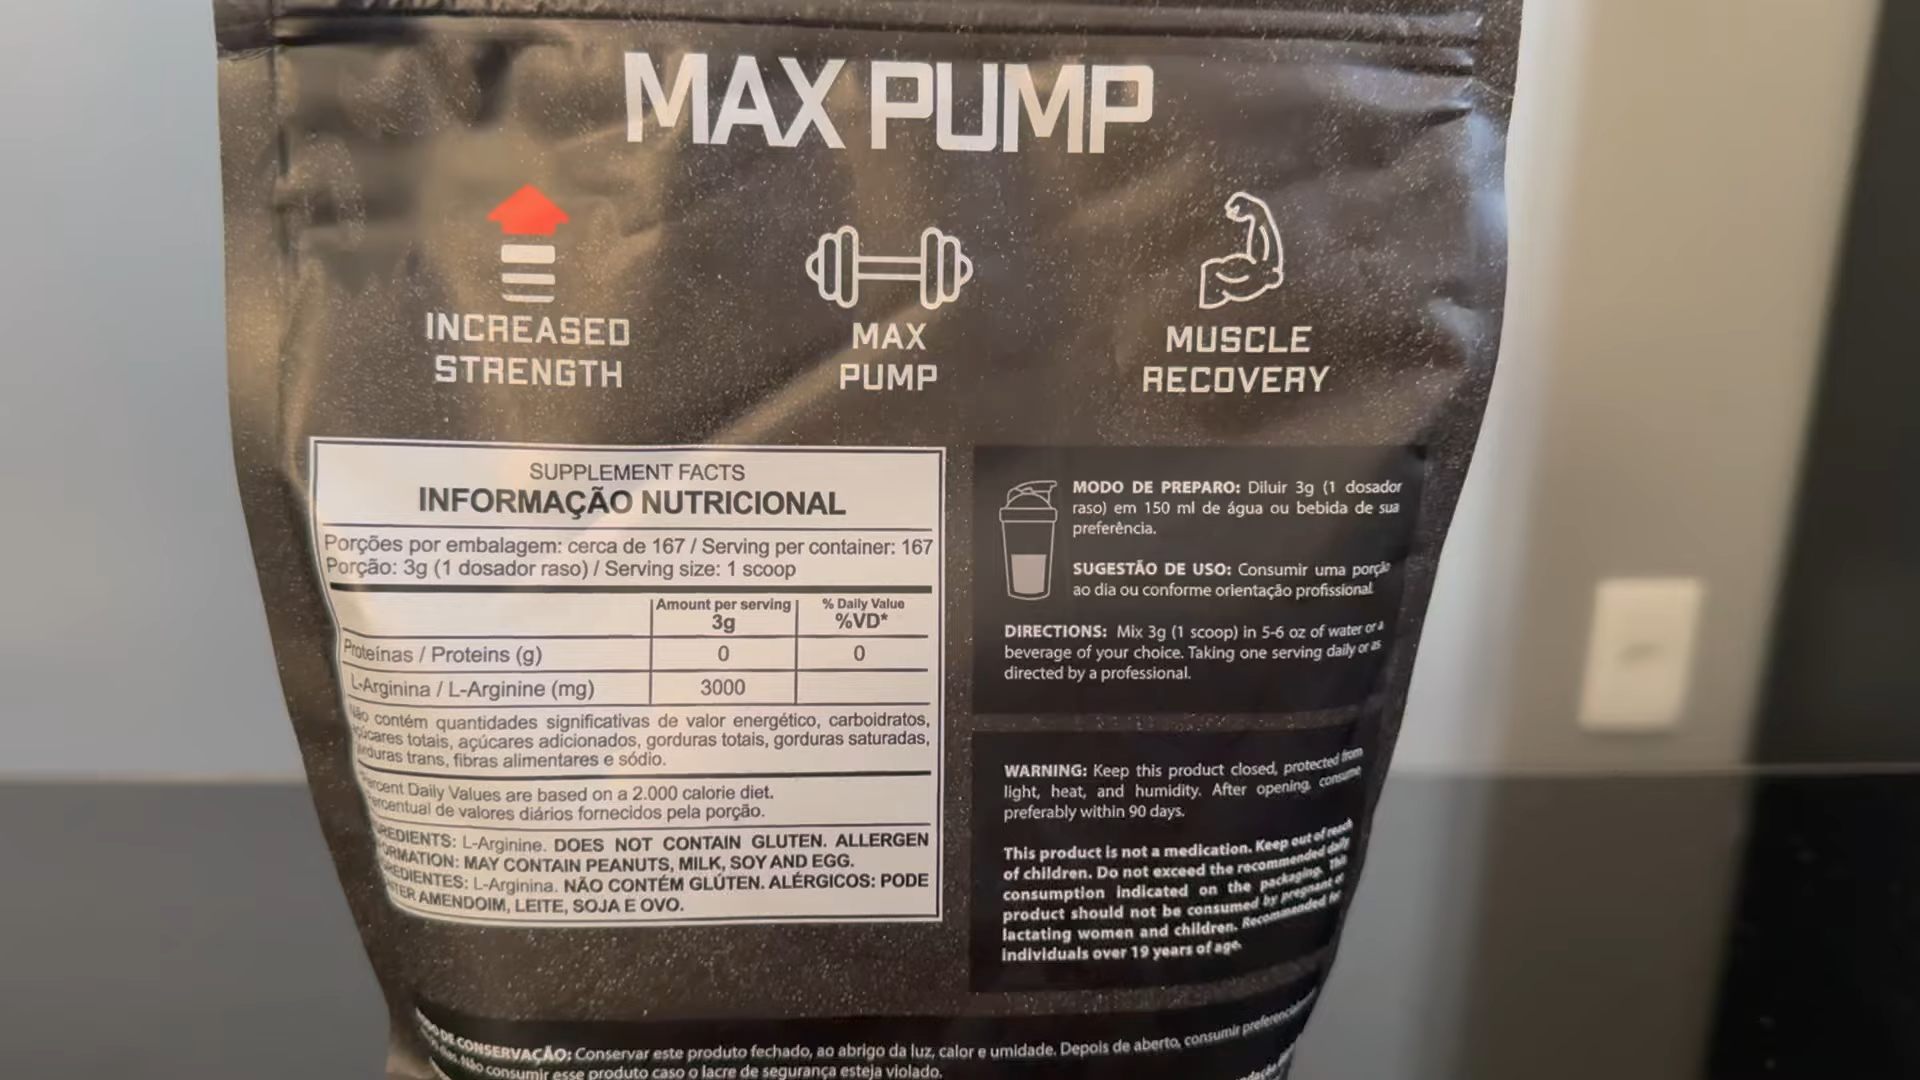 MAX PUMP
INCREASED
STRENGTH
MAX
PUMP
MUSCLE
RECOVERY
SUPPLEMENT FACTS
INFORMAÇÃO NUTRICIONAL
Porções por embalagem: cerca de 167 / Serving per container: 167
Porção: 3g (1 dosador raso) / Serving size: 1 scoop
Amount per serving
3g
% Daily Value
%VD*
Proteínas / Proteins (g) 0 0
L-Arginina / L-Arginine (mg) 3000
Não contém quantidades significativas de valor energético, carboidratos,
açúcares totais, açúcares adicionados, gorduras totais, gorduras saturadas,
gorduras trans, fibras alimentares e sódio.
*Percent Daily Values are based on a 2.000 calorie diet.
Percentual de valores diários fornecidos pela porção.
REDIENTS: L-Arginine. DOES NOT CONTAIN GLUTEN. ALLERGEN
ORMATION: MAY CONTAIN PEANUTS, MILK, SOY AND EGG.
REDIENTES: L-Arginina. NÃO CONTÉM GLÚTEN. ALÉRGICOS: PODE
NTER AMENDOIM, LEITE, SOJA E OVO.
MODO DE PREPARO: Diluir 3g (1 dosador
raso) em 150 ml de água ou bebida de sua
preferência.
SUGESTÃO DE USO: Consumir uma porção
ao dia ou conforme orientação profissional.
DIRECTIONS: Mix 3g (1 scoop) in 5-6 oz of water or a
beverage of your choice. Taking one serving daily or as
directed by a professional.
WARNING: Keep this product closed, protected from
light, heat, and humidity. After opening, consume
preferably within 90 days.
This product is not a medication. Keep out of reach
of children. Do not exceed the recommended daily
consumption indicated on the packaging. This
product should not be consumed by pregnant or
lactating women and children. Recommended for
individuals over 19 years of age.
DE CONSERVAÇÃO: Conservar este produto fechado, ao abrigo da luz, calor e umidade. Depois de aberto, consumir
dias. Não consumir esse produto caso o lacre de segurança esteja violado.